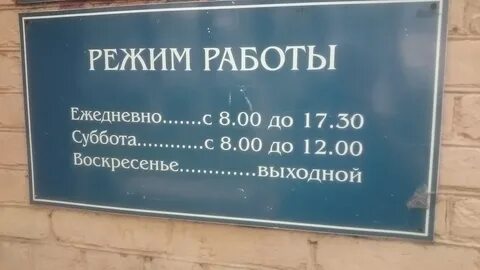 РЕЖИМ РАБОТЫ
Ежедневно.......с 8.00 до 17.30
Суббота............с 8.00 до 12.00
Воскресенье..............выходной